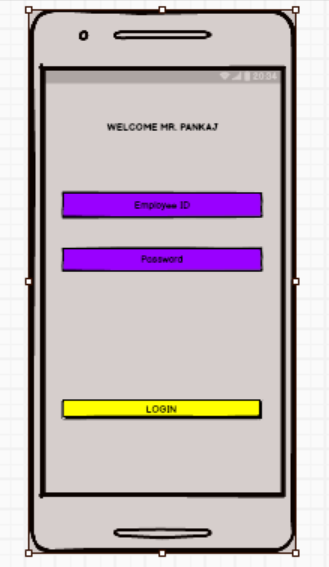 20:34
WELCOME MR. PANKAJ
Employee ID
Password
LOGIN